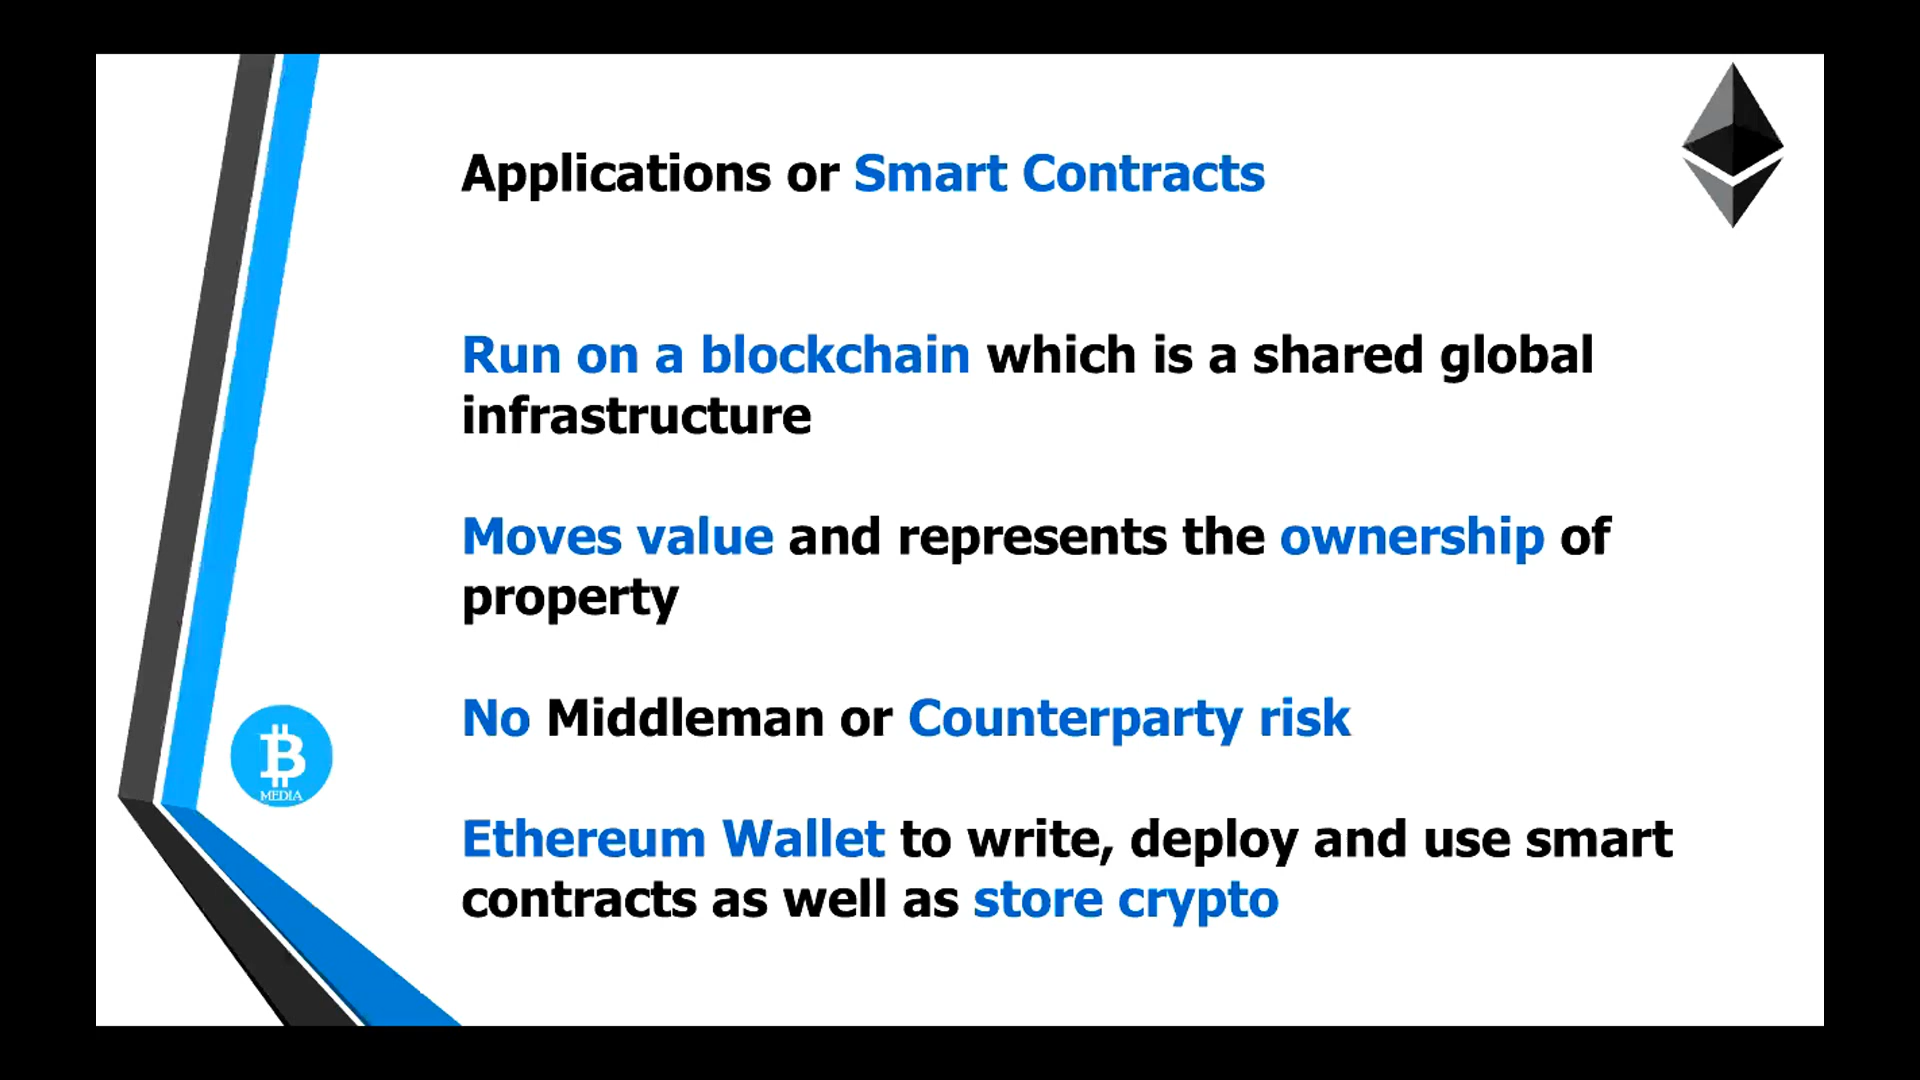 Applications or Smart Contracts
Run on a blockchain which is a shared global
infrastructure
Moves value and represents the ownership of
property
No Middleman or Counterparty risk
Ethereum Wallet to write, deploy and use smart
contracts as well as store crypto
MEDIA